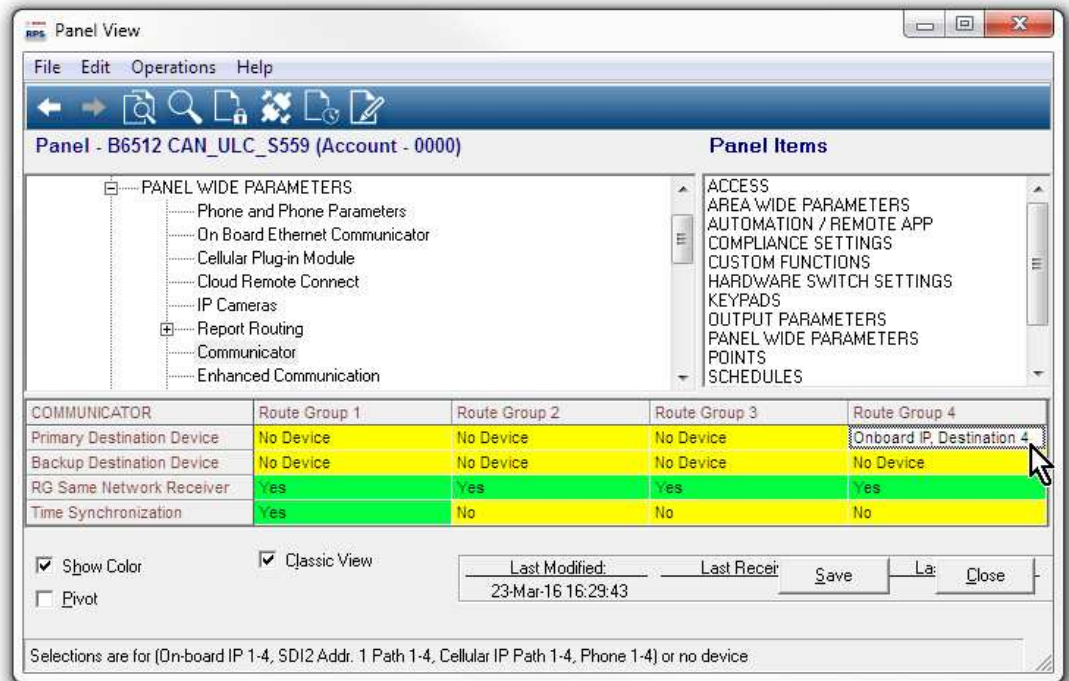 RPS Panel View
File Edit Operations Help
Panel - B6512 CAN_ULC_S559 (Account - 0000)
Panel Items
PANEL WIDE PARAMETERS
Phone and Phone Parameters
On Board Ethernet Communicator
Cellular Plug-in Module
Cloud Remote Connect
IP Cameras
Report Routing
Communicator
Enhanced Communication
ACCESS
AREA WIDE PARAMETERS
AUTOMATION / REMOTE APP
COMPLIANCE SETTINGS
CUSTOM FUNCTIONS
HARDWARE SWITCH SETTINGS
KEYPADS
OUTPUT PARAMETERS
PANEL WIDE PARAMETERS
POINTS
SCHEDULES
COMMUNICATOR Route Group 1 Route Group 2 Route Group 3 Route Group 4
Primary Destination Device No Device No Device No Device Onboard IP, Destination 4
Backup Destination Device No Device No Device No Device No Device
RG Same Network Receiver Yes Yes Yes Yes
Time Synchronization Yes No No No
Show Color
Classic View
Pivot
Last Modified: Last Recei Save La: Close
23-Mar-16 16:29:43
Selections are for (On-board IP 1-4, SDI2 Addr. 1 Path 1-4, Cellular IP Path 1-4, Phone 1-4) or no device